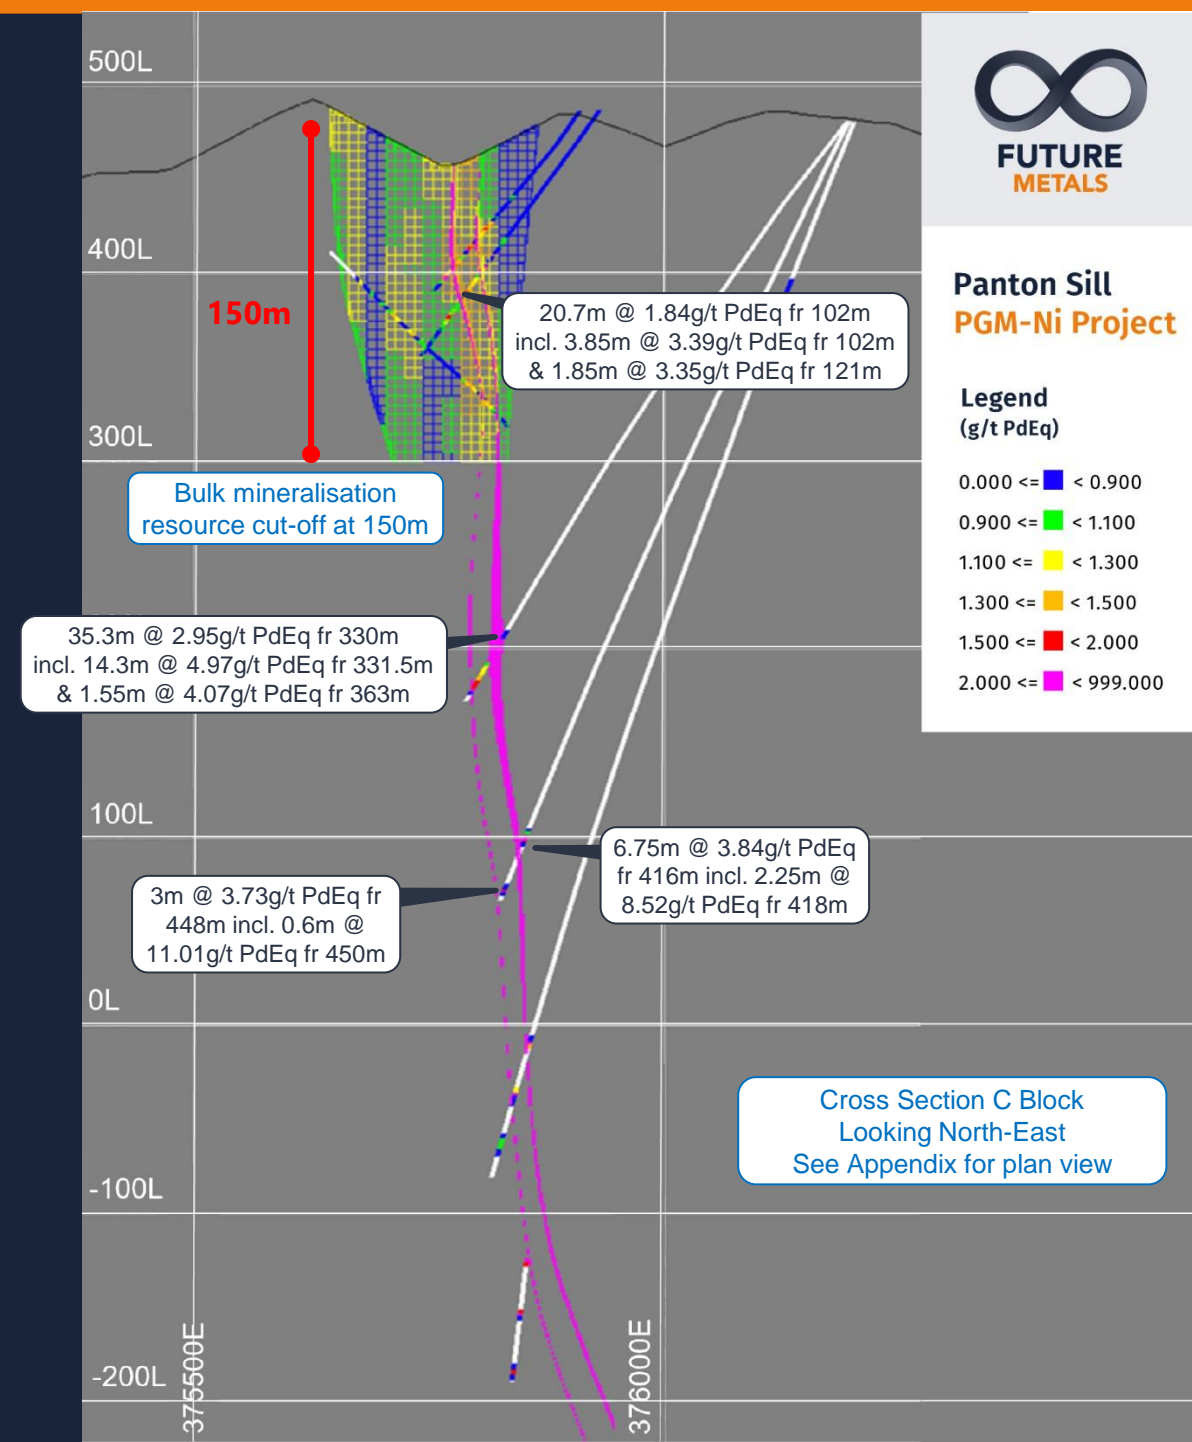 500L
400L
300L
100L
0L
-100L
-200L
375500E
376000E
150m
20.7m @ 1.84g/t PdEq fr 102m
incl. 3.85m @ 3.39g/t PdEq fr 102m
& 1.85m @ 3.35g/t PdEq fr 121m
Bulk mineralisation
resource cut-off at 150m
35.3m @ 2.95g/t PdEq fr 330m
incl. 14.3m @ 4.97g/t PdEq fr 331.5m
& 1.55m @ 4.07g/t PdEq fr 363m
6.75m @ 3.84g/t PdEq
fr 416m incl. 2.25m @
8.52g/t PdEq fr 418m
3m @ 3.73g/t PdEq fr
448m incl. 0.6m @
11.01g/t PdEq fr 450m
Cross Section C Block
Looking North-East
See Appendix for plan view
FUTURE
METALS
Panton Sill
PGM-Ni Project
Legend
(g/t PdEq)
0.000 <= < 0.900
0.900 <= < 1.100
1.100 <= < 1.300
1.300 <= < 1.500
1.500 <= < 2.000
2.000 <= < 999.000